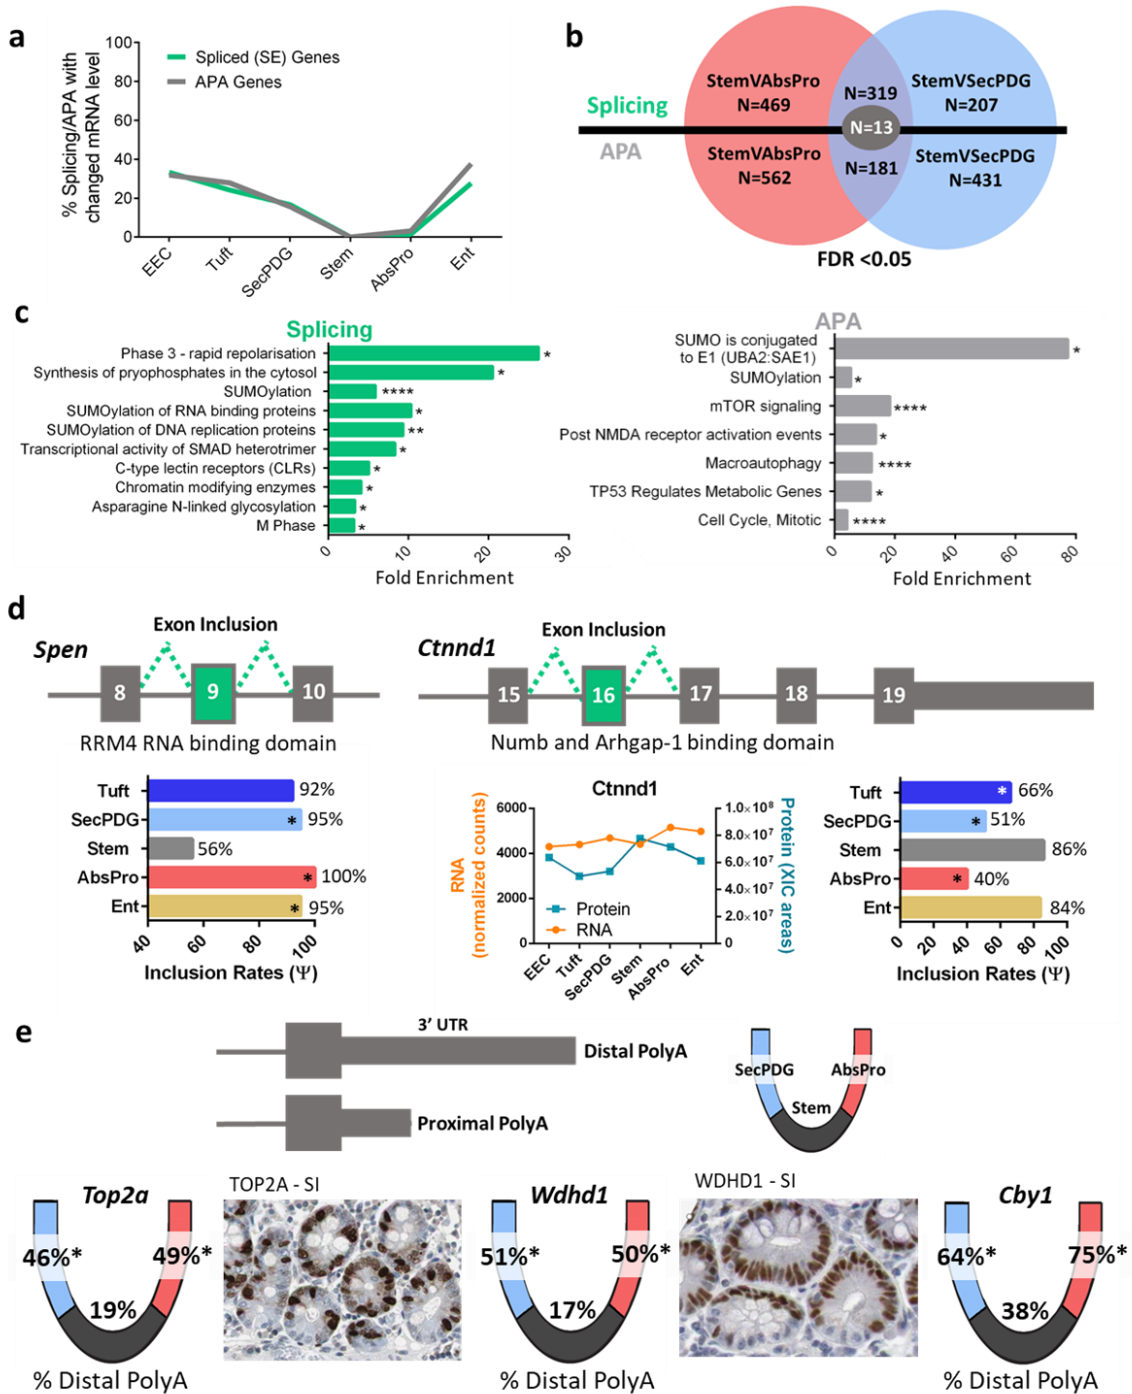 a
100
80
60
40
20
0
% Splicing/APA with
changed mRNA level
Spliced (SE) Genes
APA Genes
EEC
Tuft
SecPDG
Stem
AbsPro
Ent
b
Splicing
APA
StemVAbsPro
N=469
N=319
StemVSecPDG
N=207
N=13
StemVAbsPro
N=562
N=181
StemVSecPDG
N=431
FDR <0.05
c
Splicing
Phase 3 - rapid repolarisation
*
Synthesis of pryophosphates in the cytosol
*
SUMOylation
****
SUMOylation of RNA binding proteins
*
SUMOylation of DNA replication proteins
**
Transcriptional activity of SMAD heterotrimer
*
C-type lectin receptors (CLRs)
*
Chromatin modifying enzymes
*
Asparagine N-linked glycosylation
*
M Phase
*
0
10
20
30
Fold Enrichment
APA
SUMO is conjugated
to E1 (UBA2:SAE1)
*
SUMOylation
*
mTOR signaling
****
Post NMDA receptor activation events
*
Macroautophagy
****
TP53 Regulates Metabolic Genes
*
Cell Cycle, Mitotic
****
0
20
40
60
80
Fold Enrichment
d
Spen
Exon Inclusion
8
9
10
RRM4 RNA binding domain
Ctnnd1
Exon Inclusion
15
16
17
18
19
Numb and Arhgap-1 binding domain
Tuft
92%
SecPDG
*
95%
Stem
56%
AbsPro
*
100%
Ent
*
95%
40
60
80
100
Inclusion Rates (Ψ)
Ctnnd1
RNA
(normalized counts)
6000
4000
2000
0
Protein
RNA
1.0×10⁸
8.0×10⁷
6.0×10⁷
4.0×10⁷
2.0×10⁷
0
Protein (XIC
areas)
EEC
Tuft
SecPDG
Stem
AbsPro
Ent
Tuft
*
66%
SecPDG
*
51%
Stem
86%
AbsPro
*
40%
Ent
84%
0
20
40
60
80
100
Inclusion Rates (Ψ)
e
3' UTR
Distal PolyA
Proximal PolyA
SecPDG
AbsPro
Stem
Top2a
46%*
49%*
19%
% Distal PolyA
TOP2A - SI
Wdhd1
51%*
50%*
17%
% Distal PolyA
WDHD1 - SI
Cby1
64%*
75%*
38%
% Distal PolyA